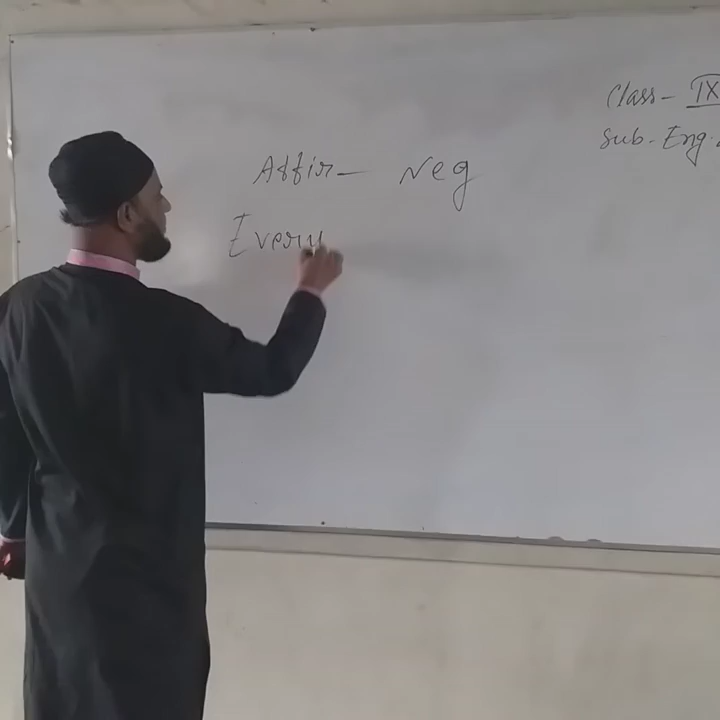 Class- IX
Sub. Eng.
Affir- Neg
Every